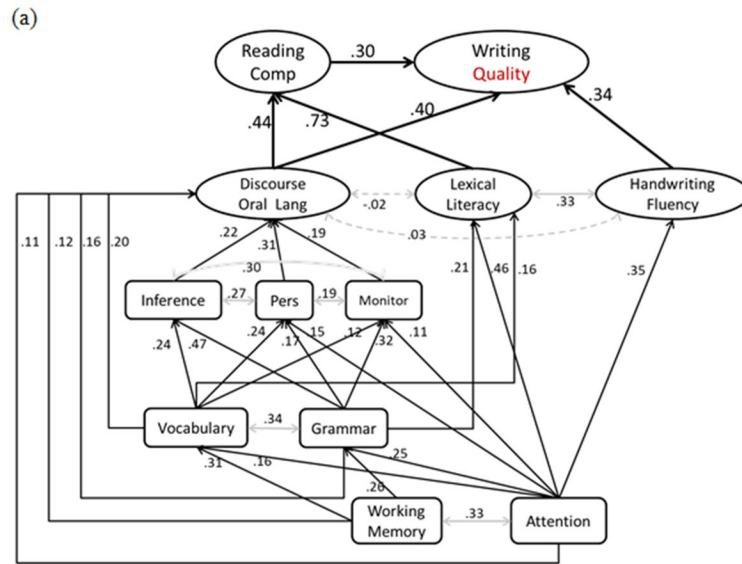 (a)
Reading
Comp
.30
Writing
Quality
.44
.73
.40
.34
Discourse
Oral Lang
-.02
Lexical
Literacy
.33
Handwriting
Fluency
.03
.11
.12
.16
.20
.22
.31
.19
.30
.21
.46
.16
.35
Inference
.27
Pers
.19
Monitor
.24
.47
.24
.17
.15
.12
.32
.11
Vocabulary
.34
Grammar
.31
.16
.25
.26
Working
Memory
.33
Attention